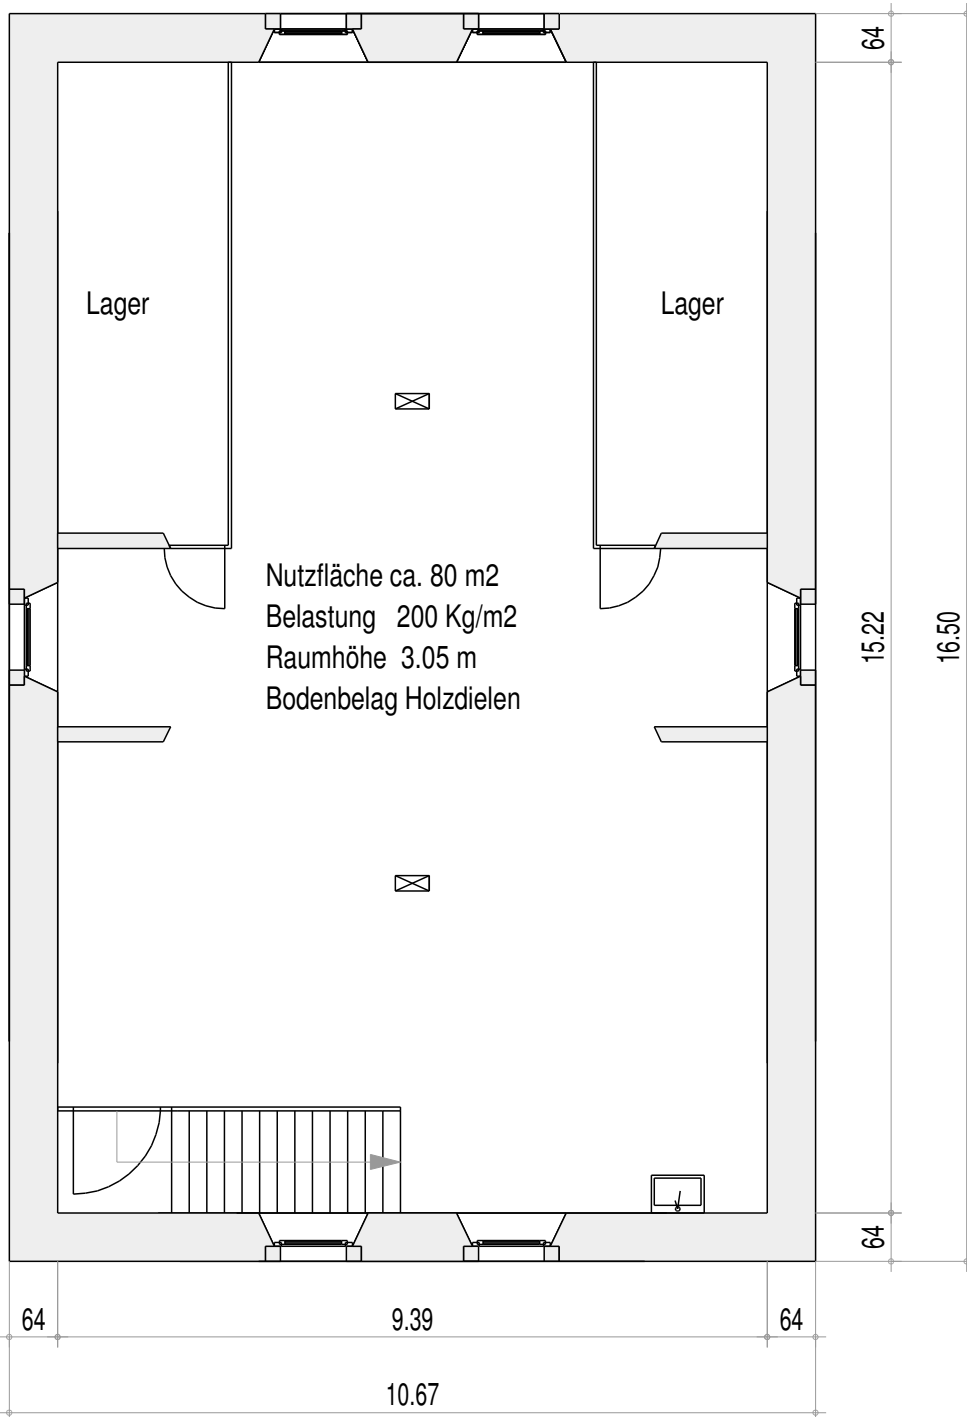 64
Lager
Lager
Nutzfläche ca. 80 m2
Belastung 200 Kg/m2
Raumhöhe 3.05 m
Bodenbelag Holzdielen
15.22
16.50
64
64
9.39
64
10.67